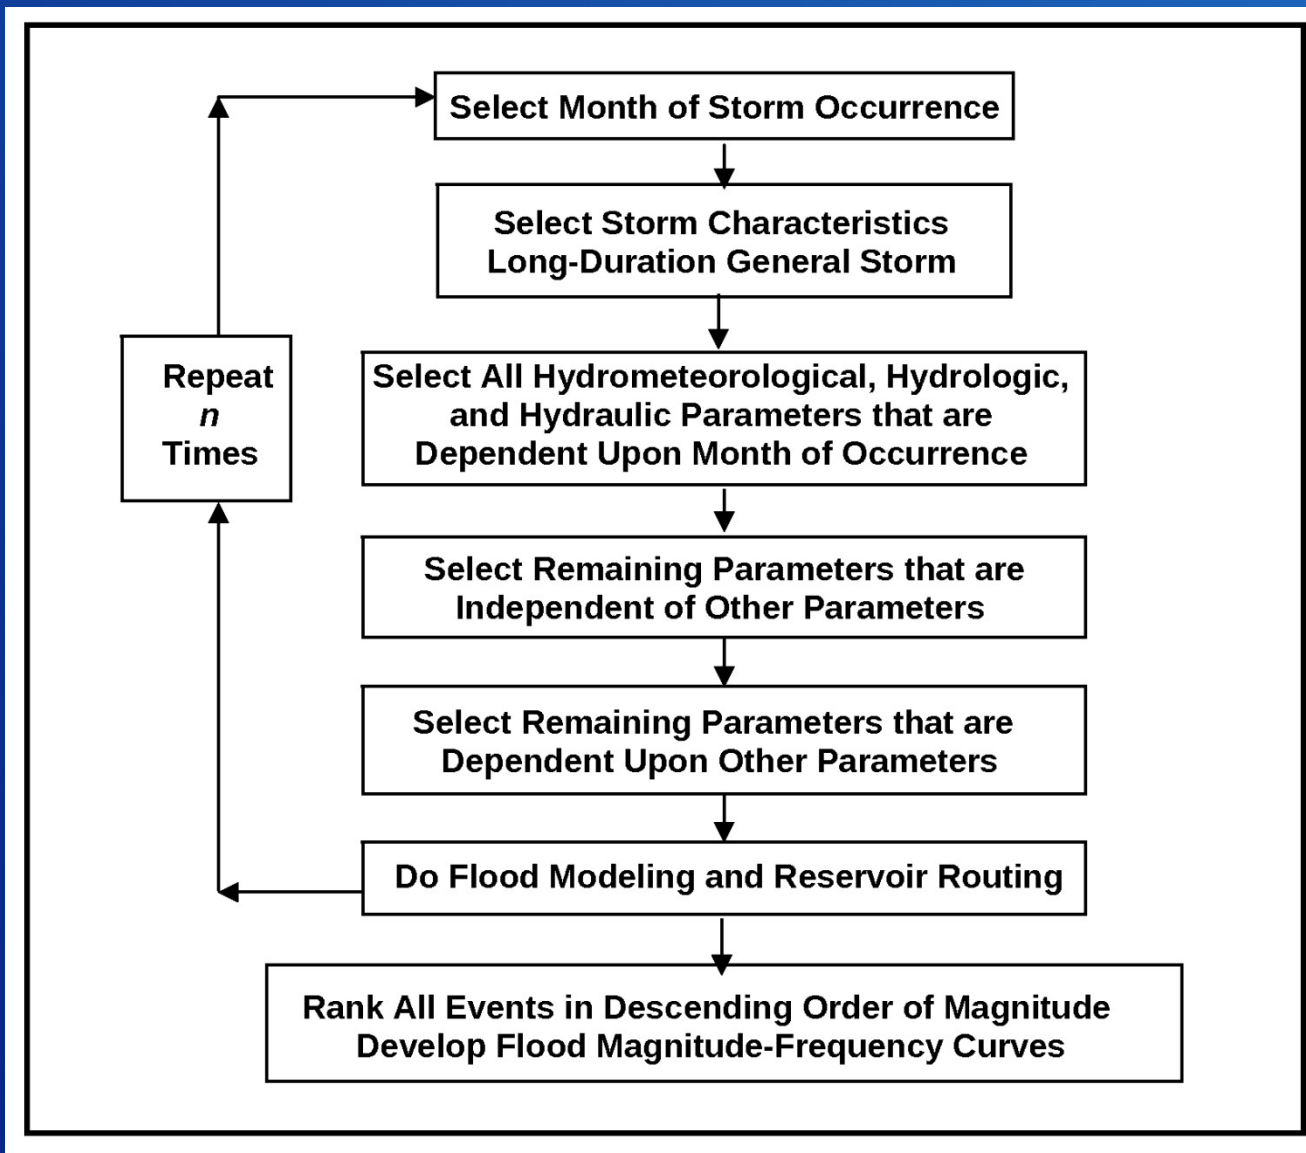 Select Month of Storm Occurrence
Select Storm Characteristics
Long-Duration General Storm
Repeat
n
Times
Select All Hydrometeorological, Hydrologic,
and Hydraulic Parameters that are
Dependent Upon Month of Occurrence
Select Remaining Parameters that are
Independent of Other Parameters
Select Remaining Parameters that are
Dependent Upon Other Parameters
Do Flood Modeling and Reservoir Routing
Rank All Events in Descending Order of Magnitude
Develop Flood Magnitude-Frequency Curves